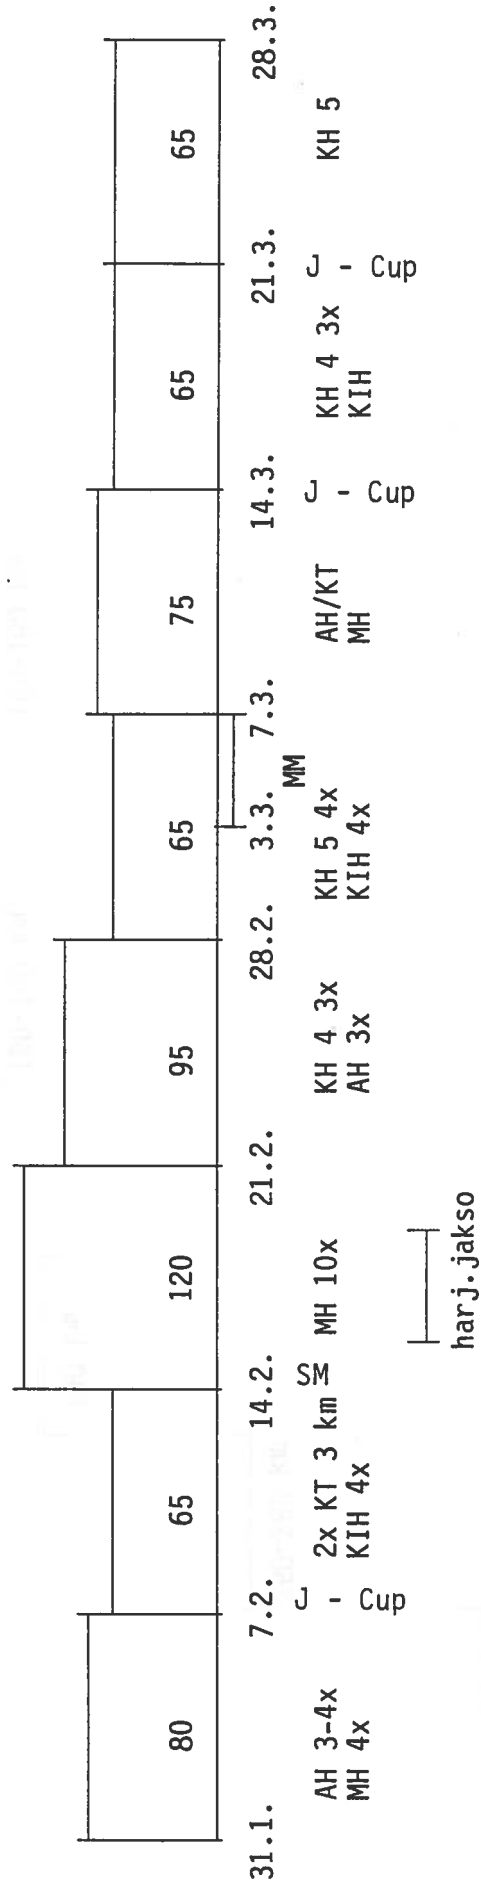 80 65 120 95 65 75 65 65
31.1. 7.2. 14.2. 21.2. 28.2. 3.3. 7.3. 14.3. 21.3. 28.3.
J - Cup SM MM J - Cup J - Cup
AH 3-4x 2x KT 3 km MH 10x KH 4 3x KH 5 4x AH/KT KH 4 3x KH 5
MH 4x KIH 4x AH 3x KIH 4x MH KIH
harj.jakso